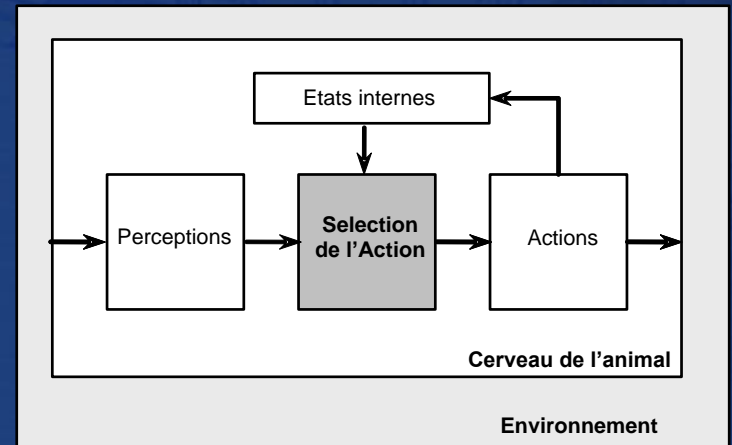 Etats internes
Perceptions
Selection
de l'Action
Actions
Cerveau de l'animal
Environnement